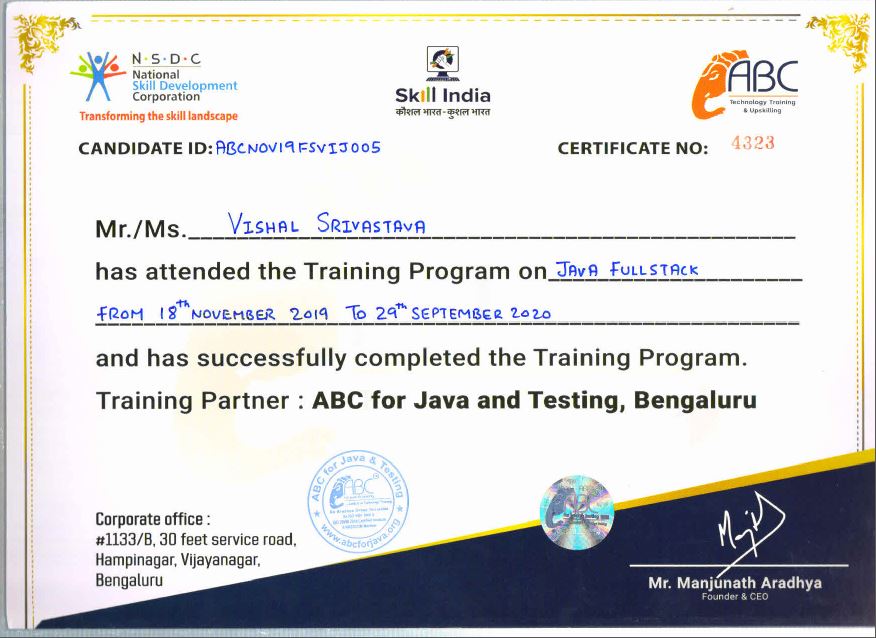 N·S·D·C
National
Skill Development
Corporation
Transforming the skill landscape
Skill India
कौशल भारत-कुशल भारत
ABC
Technology Training
& Upskilling
CANDIDATE ID: ABCNOV19FSVIJ005
CERTIFICATE NO: 4323
Mr./Ms. VISHAL SRIVASTAVA
has attended the Training Program on JAVA FULLSTACK
FROM 18th NOVEMBER 2019 TO 29th SEPTEMBER 2020
and has successfully completed the Training Program.
Training Partner : ABC for Java and Testing, Bengaluru
ABC for Java & Testing
ABC
www.abcforjava.org
Corporate office :
#1133/B, 30 feet service road,
Hampinagar, Vijayanagar,
Bengaluru
ABC
Mr. Manjunath Aradhya
Founder & CEO